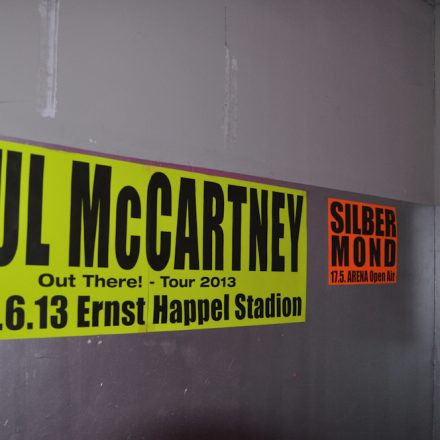 UL McCARTNEY
Out There! - Tour 2013
.6.13 Ernst Happel Stadion
SILBER
MOND
17.5. ARENA Open Air